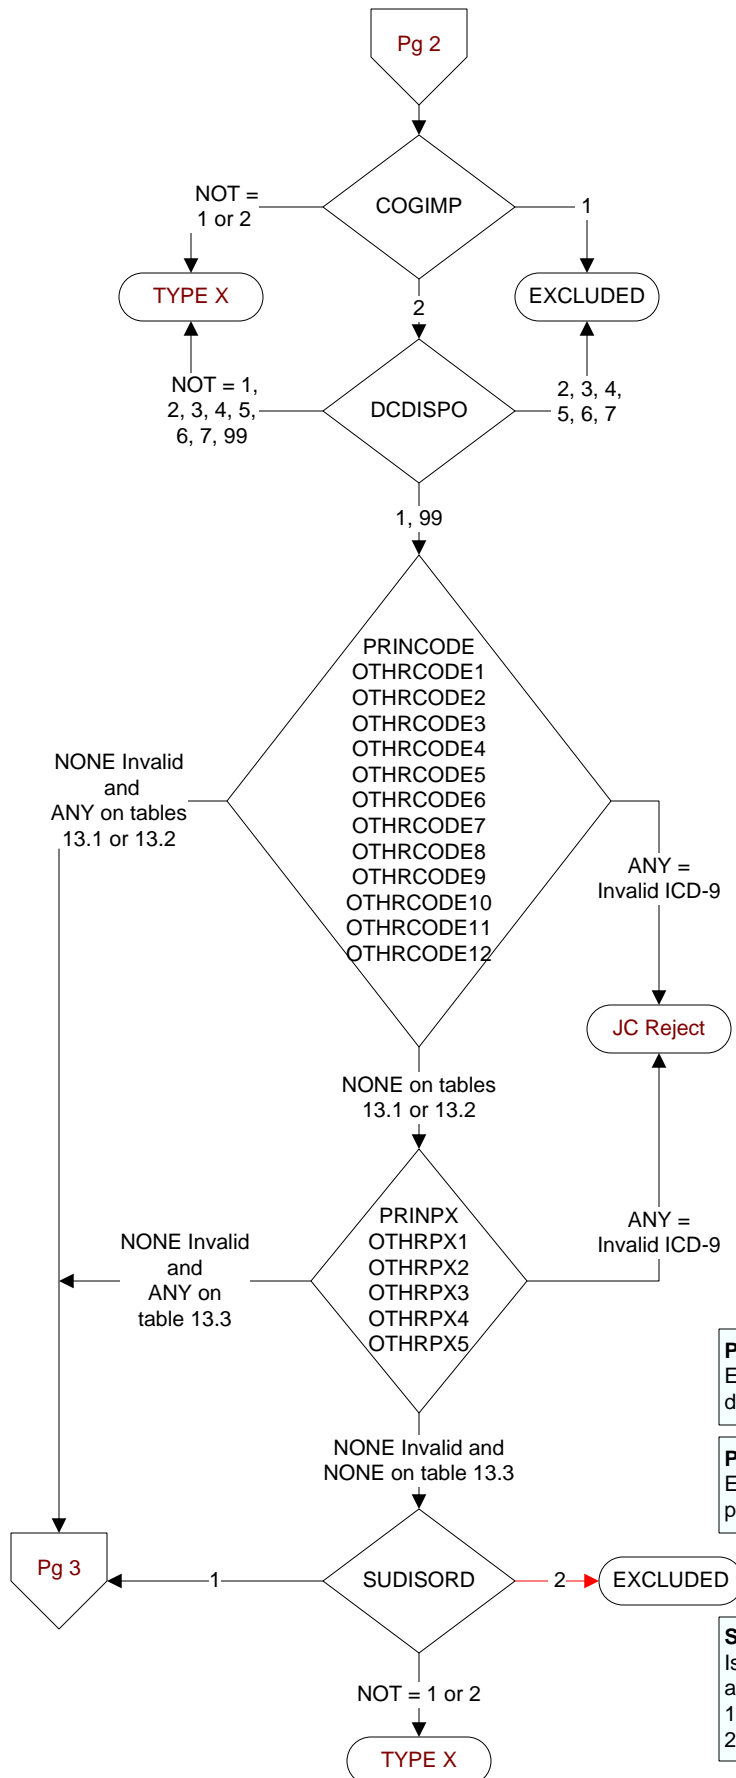 Pg 2
COGIMP
NOT =
1 or 2
1
TYPE X
EXCLUDED
2
DCDISPO
NOT = 1,
2, 3, 4, 5,
6, 7, 99
2, 3, 4,
5, 6, 7
1, 99
PRINCODE
OTHRCODE1
OTHRCODE2
OTHRCODE3
OTHRCODE4
OTHRCODE5
OTHRCODE6
OTHRCODE7
OTHRCODE8
OTHRCODE9
OTHRCODE10
OTHRCODE11
OTHRCODE12
NONE Invalid
and
ANY on tables
13.1 or 13.2
ANY =
Invalid ICD-9
JC Reject
NONE on tables
13.1 or 13.2
PRINPX
OTHRPX1
OTHRPX2
OTHRPX3
OTHRPX4
OTHRPX5
NONE Invalid
and
ANY on
table 13.3
ANY =
Invalid ICD-9
NONE Invalid and
NONE on table 13.3
Pg 3
1
SUDISORD
2
EXCLUDED
NOT = 1 or 2
TYPE X
P
E
d
P
E
p
S
Is
a
1
2